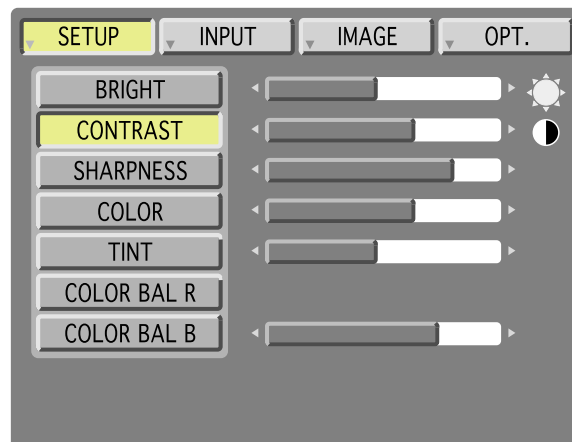 SETUP INPUT IMAGE OPT.
BRIGHT
CONTRAST
SHARPNESS
COLOR
TINT
COLOR BAL R
COLOR BAL B